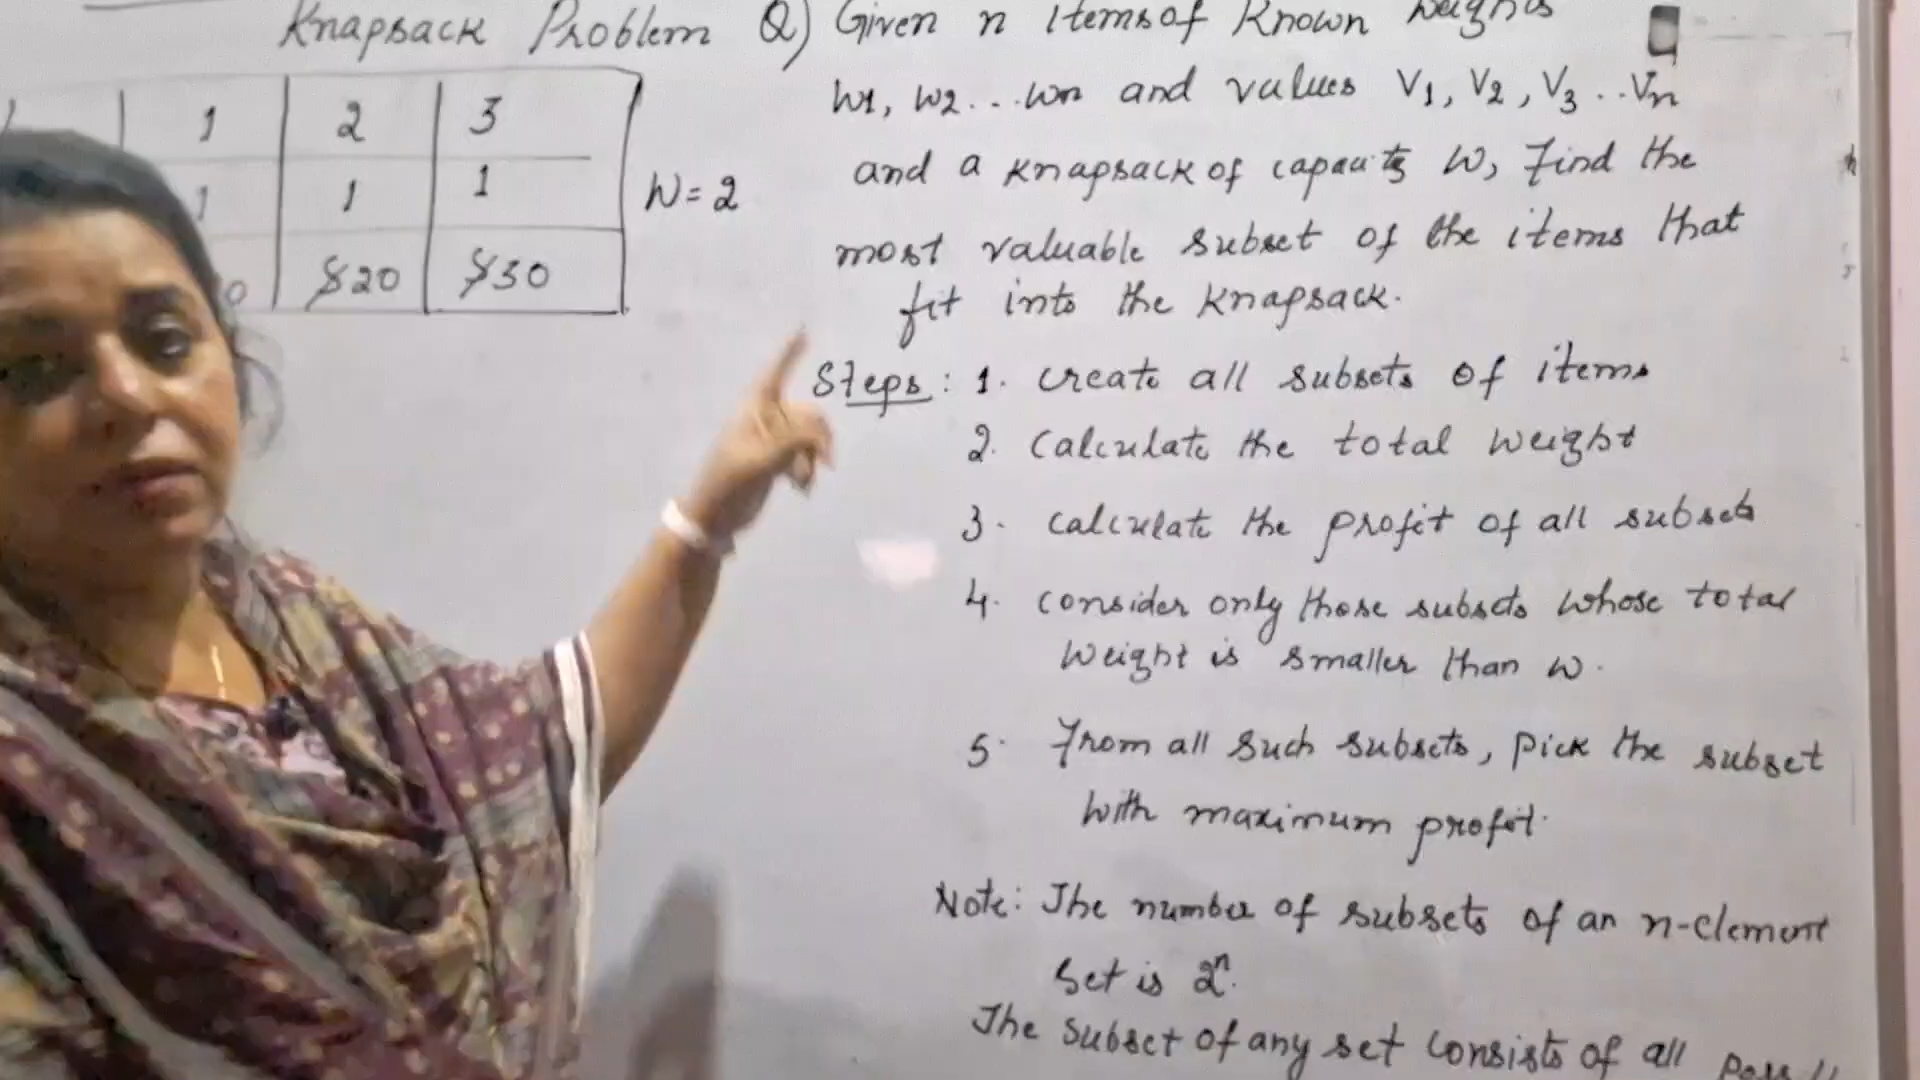 Knapsack Problem
1 2 3
1 1 1
0 $20 $30
W = 2
Q) Given n items of Known weights
w1, w2...wn and values V1, V2, V3..Vn
and a Knapsack of capacity W, Find the
most valuable subset of the items that
fit into the Knapsack.
Steps: 1. Create all subsets of items
2. Calculate the total weight
3. Calculate the profit of all subsets
4. Consider only those subsets whose total
weight is smaller than w.
5. From all such subsets, pick the subset
with maximum profit.
Note: The number of subsets of an n-element
set is 2ⁿ.
The subset of any set consists of all